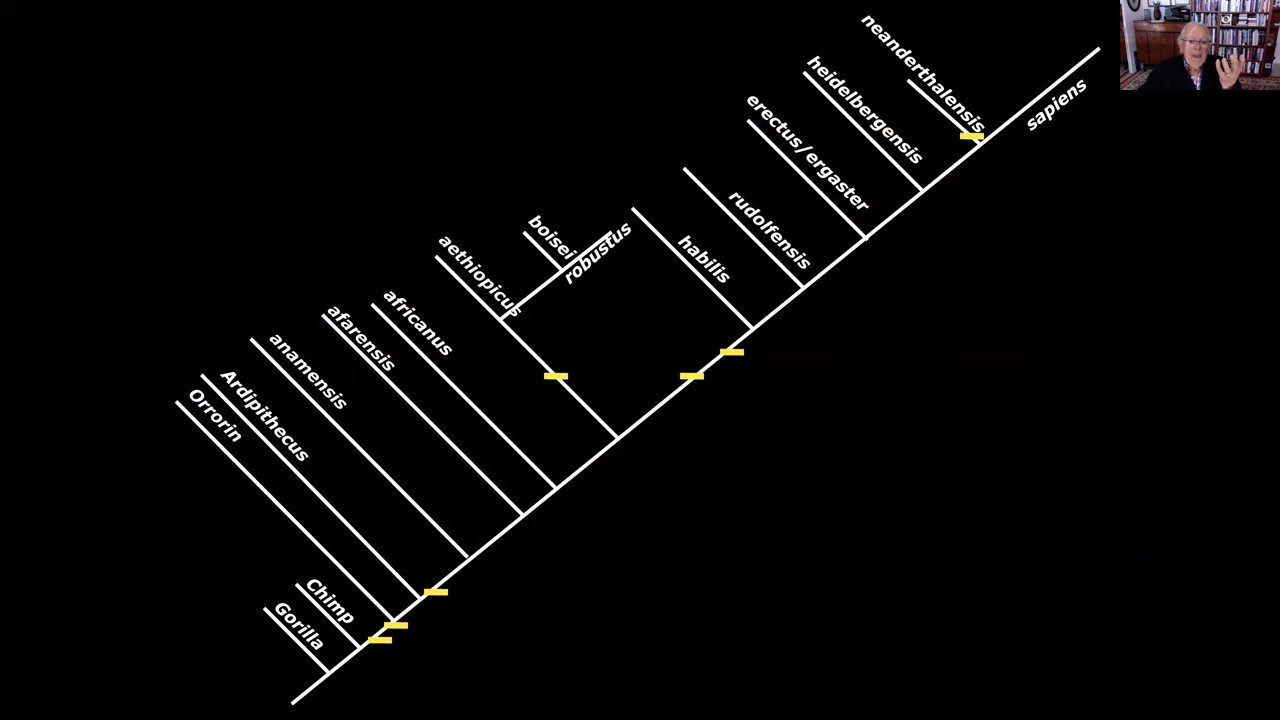 neanderthalensis
heidelbergensis
sapiens
erectus/ergaster
rudolfensis
boisei
robustus
habilis
aethiopicus
africanus
afarensis
anamensis
Ardipithecus
Orrorin
Chimp
Gorilla